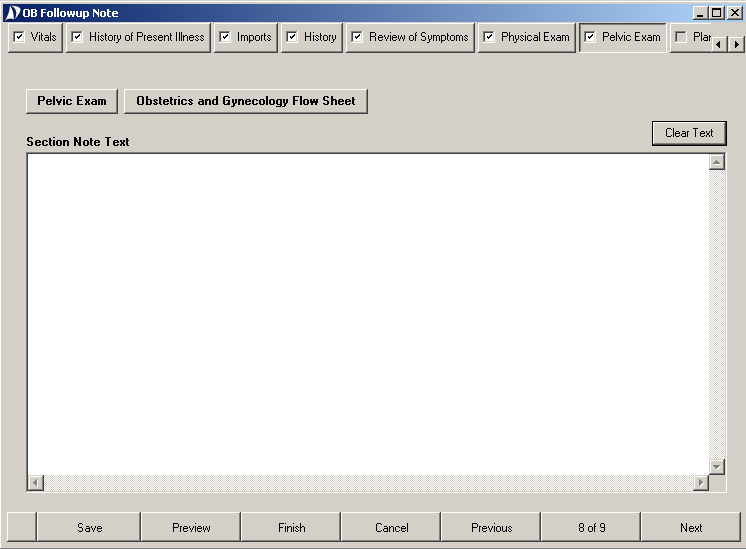 OB Followup Note
Vitals History of Present Illness Imports History Review of Symptoms Physical Exam Pelvic Exam Plan
Pelvic Exam Obstetrics and Gynecology Flow Sheet
Clear Text
Section Note Text
Save Preview Finish Cancel Previous 8 of 9 Next